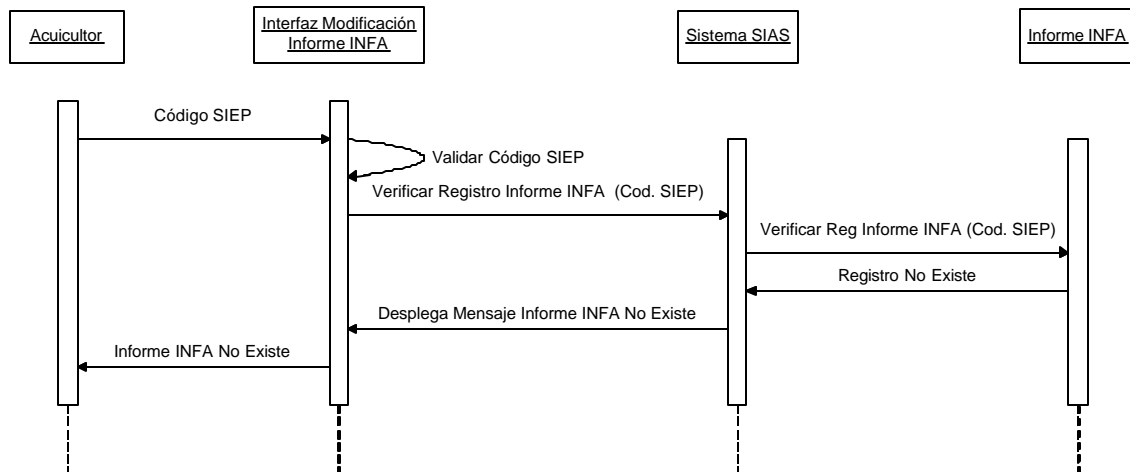 Acuicultor
Interfaz Modificación
Informe INFA
Sistema SIAS
Informe INFA
Código SIEP
Validar Código SIEP
Verificar Registro Informe INFA (Cod. SIEP)
Verificar Reg Informe INFA (Cod. SIEP)
Registro No Existe
Desplega Mensaje Informe INFA No Existe
Informe INFA No Existe